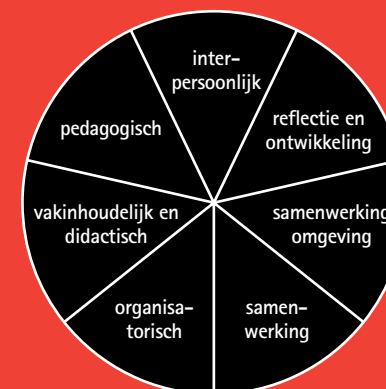 inter-
persoonlijk
reflectie en
ontwikkeling
samenwerking
omgeving
samen-
werking
organisa-
torisch
vakinhoudelijk en
didactisch
pedagogisch